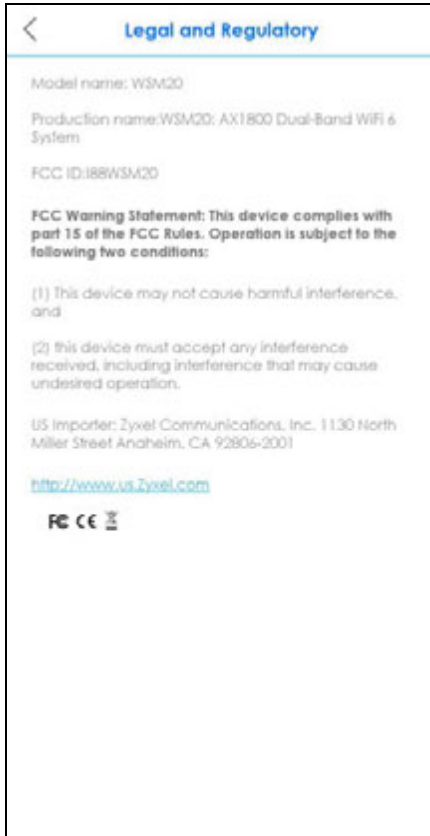 Legal and Regulatory
Model name: WSM20
Production name:WSM20: AX1800 Dual-Band WiFi 6
System
FCC ID:I88WSM20
FCC Warning Statement: This device complies with
part 15 of the FCC Rules. Operation is subject to the
following two conditions:
(1) This device may not cause harmful interference,
and
(2) this device must accept any interference
received, including interference that may cause
undesired operation.
US Importer: Zyxel Communications, Inc. 1130 North
Miller Street Anaheim, CA 92806-2001
http://www.us.Zyxel.com
FC CE